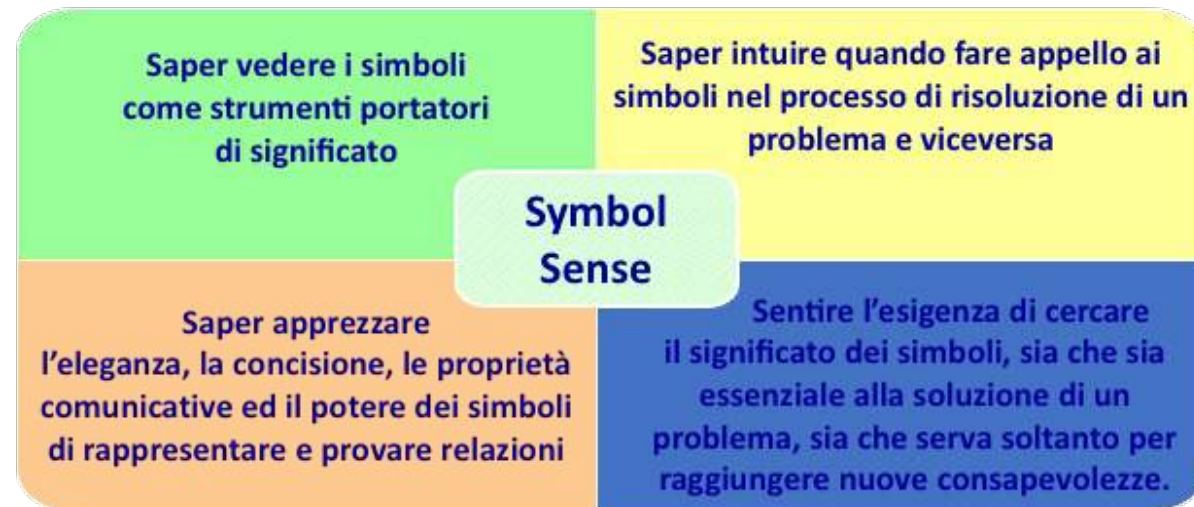 Saper vedere i simboli
come strumenti portatori
di significato
Saper intuire quando fare appello ai
simboli nel processo di risoluzione di un
problema e viceversa
Symbol
Sense
Saper apprezzare
l'eleganza, la concisione, le proprietà
comunicative ed il potere dei simboli
di rappresentare e provare relazioni
Sentire l'esigenza di cercare
il significato dei simboli, sia che sia
essenziale alla soluzione di un
problema, sia che serva soltanto per
raggiungere nuove consapevolezze.